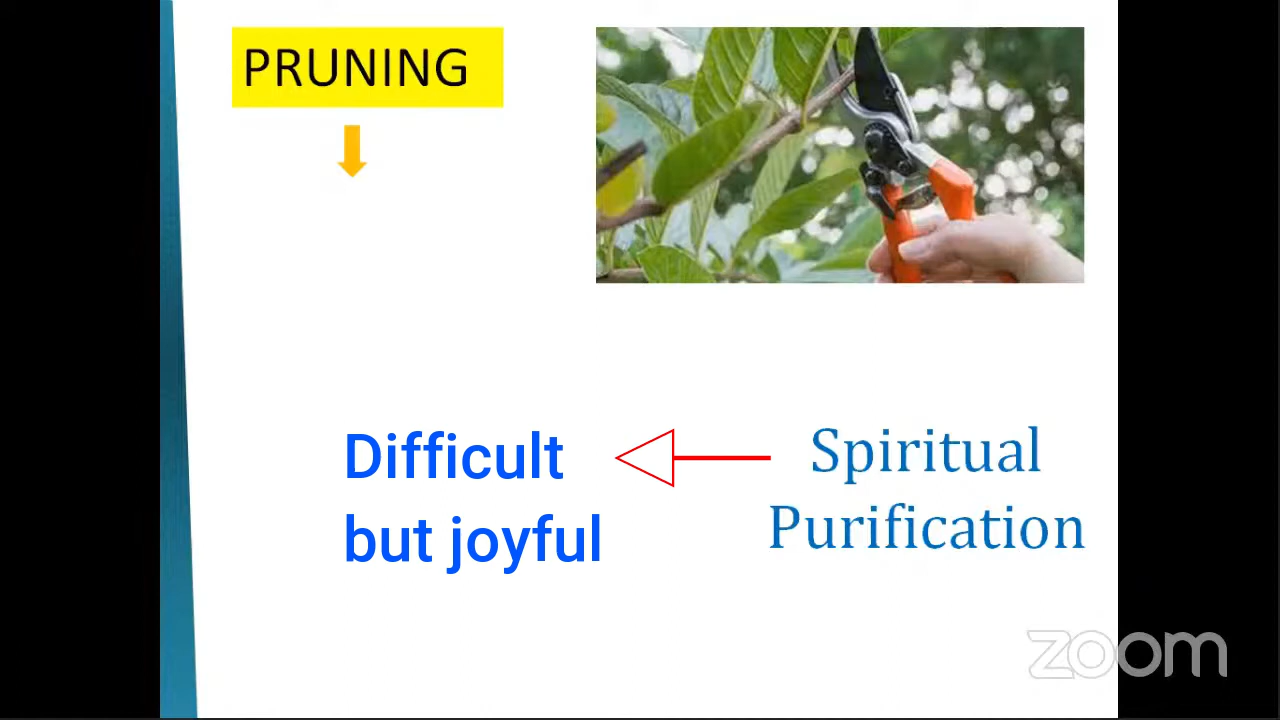 PRUNING
Difficult
but joyful
Spiritual
Purification
zoom